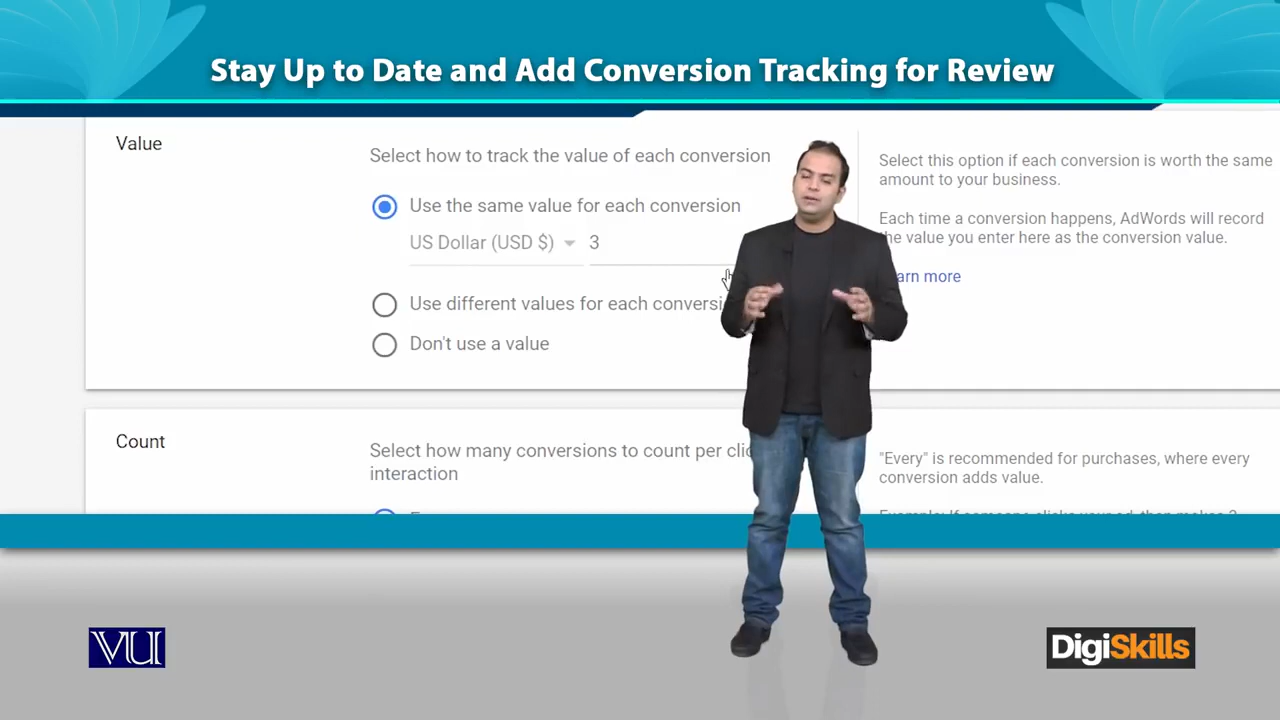 Stay Up to Date and Add Conversion Tracking for Review
Value
Select how to track the value of each conversion
Use the same value for each conversion
US Dollar (USD $) 3
Use different values for each
Don't use a value
Select this option if each conversion is worth the same
amount to your business.
Each time a conversion happens, AdWords will record
the value you enter here as the conversion value.
more
Count
Select how many conversions to count per
interaction
"Every" is recommended for purchases, where every
conversion adds value.
VU
DigiSkills